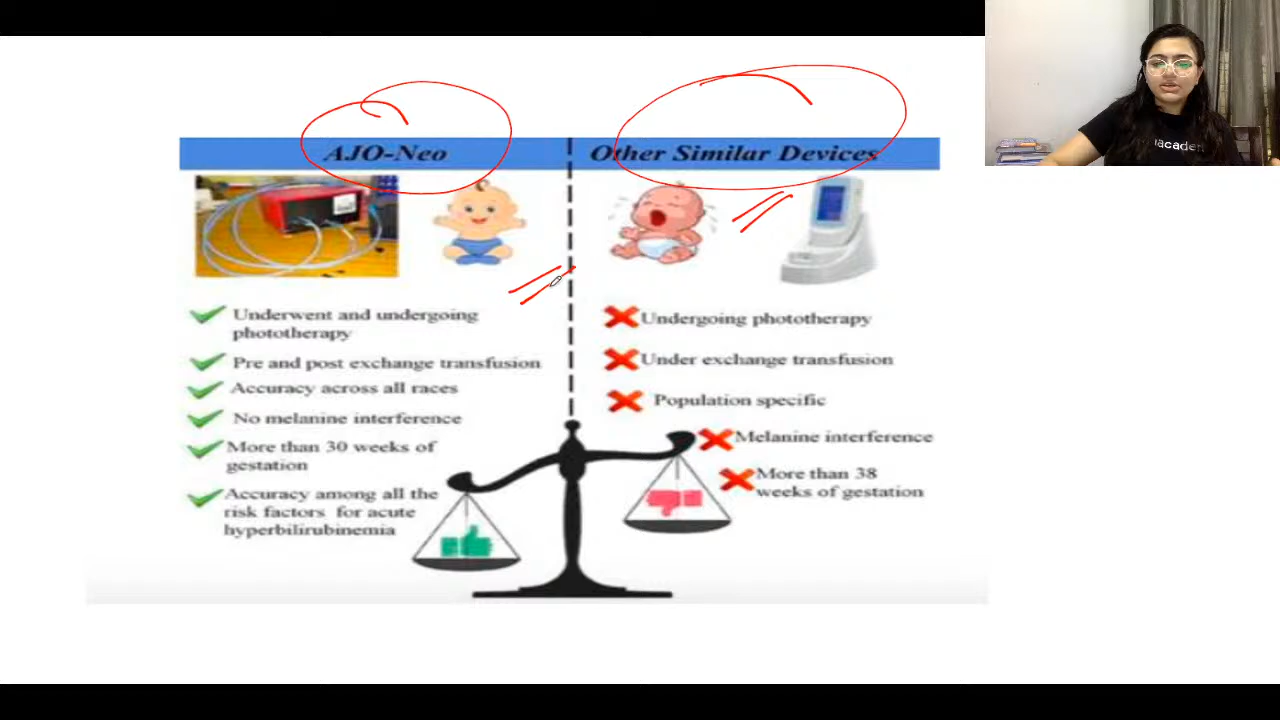 AJO-Neo
Other Similar Devices
Underwent and undergoing
phototherapy
Pre and post exchange transfusion
Accuracy across all races
No melanine interference
More than 30 weeks of
gestation
Accuracy among all the
risk factors for acute
hyperbilirubinemia
Undergoing phototherapy
Under exchange transfusion
Population specific
Melanine interference
More than 38
weeks of gestation